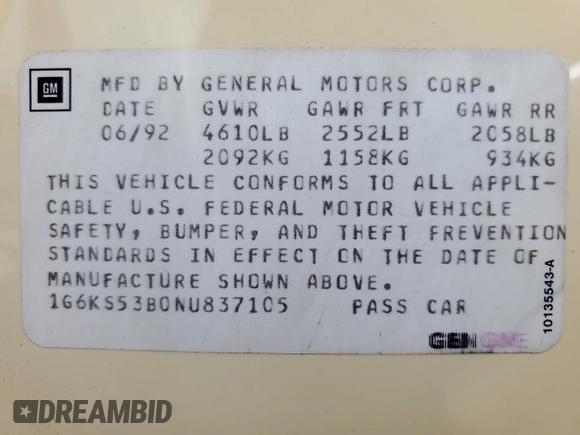 GM
MFD BY GENERAL MOTORS CORP.
DATE GVWR GAWR FRT GAWR RR
06/92 4610LB 2552LB 2058LB
2092KG 1158KG 934KG
THIS VEHICLE CONFORMS TO ALL APPLI-
CABLE U.S. FEDERAL MOTOR VEHICLE
SAFETY, BUMPER, AND THEFT PREVENTION
STANDARDS IN EFFECT ON THE DATE OF
MANUFACTURE SHOWN ABOVE.
1G6KS53B0NU837105 PASS CAR
10135543-A
DREAMBID